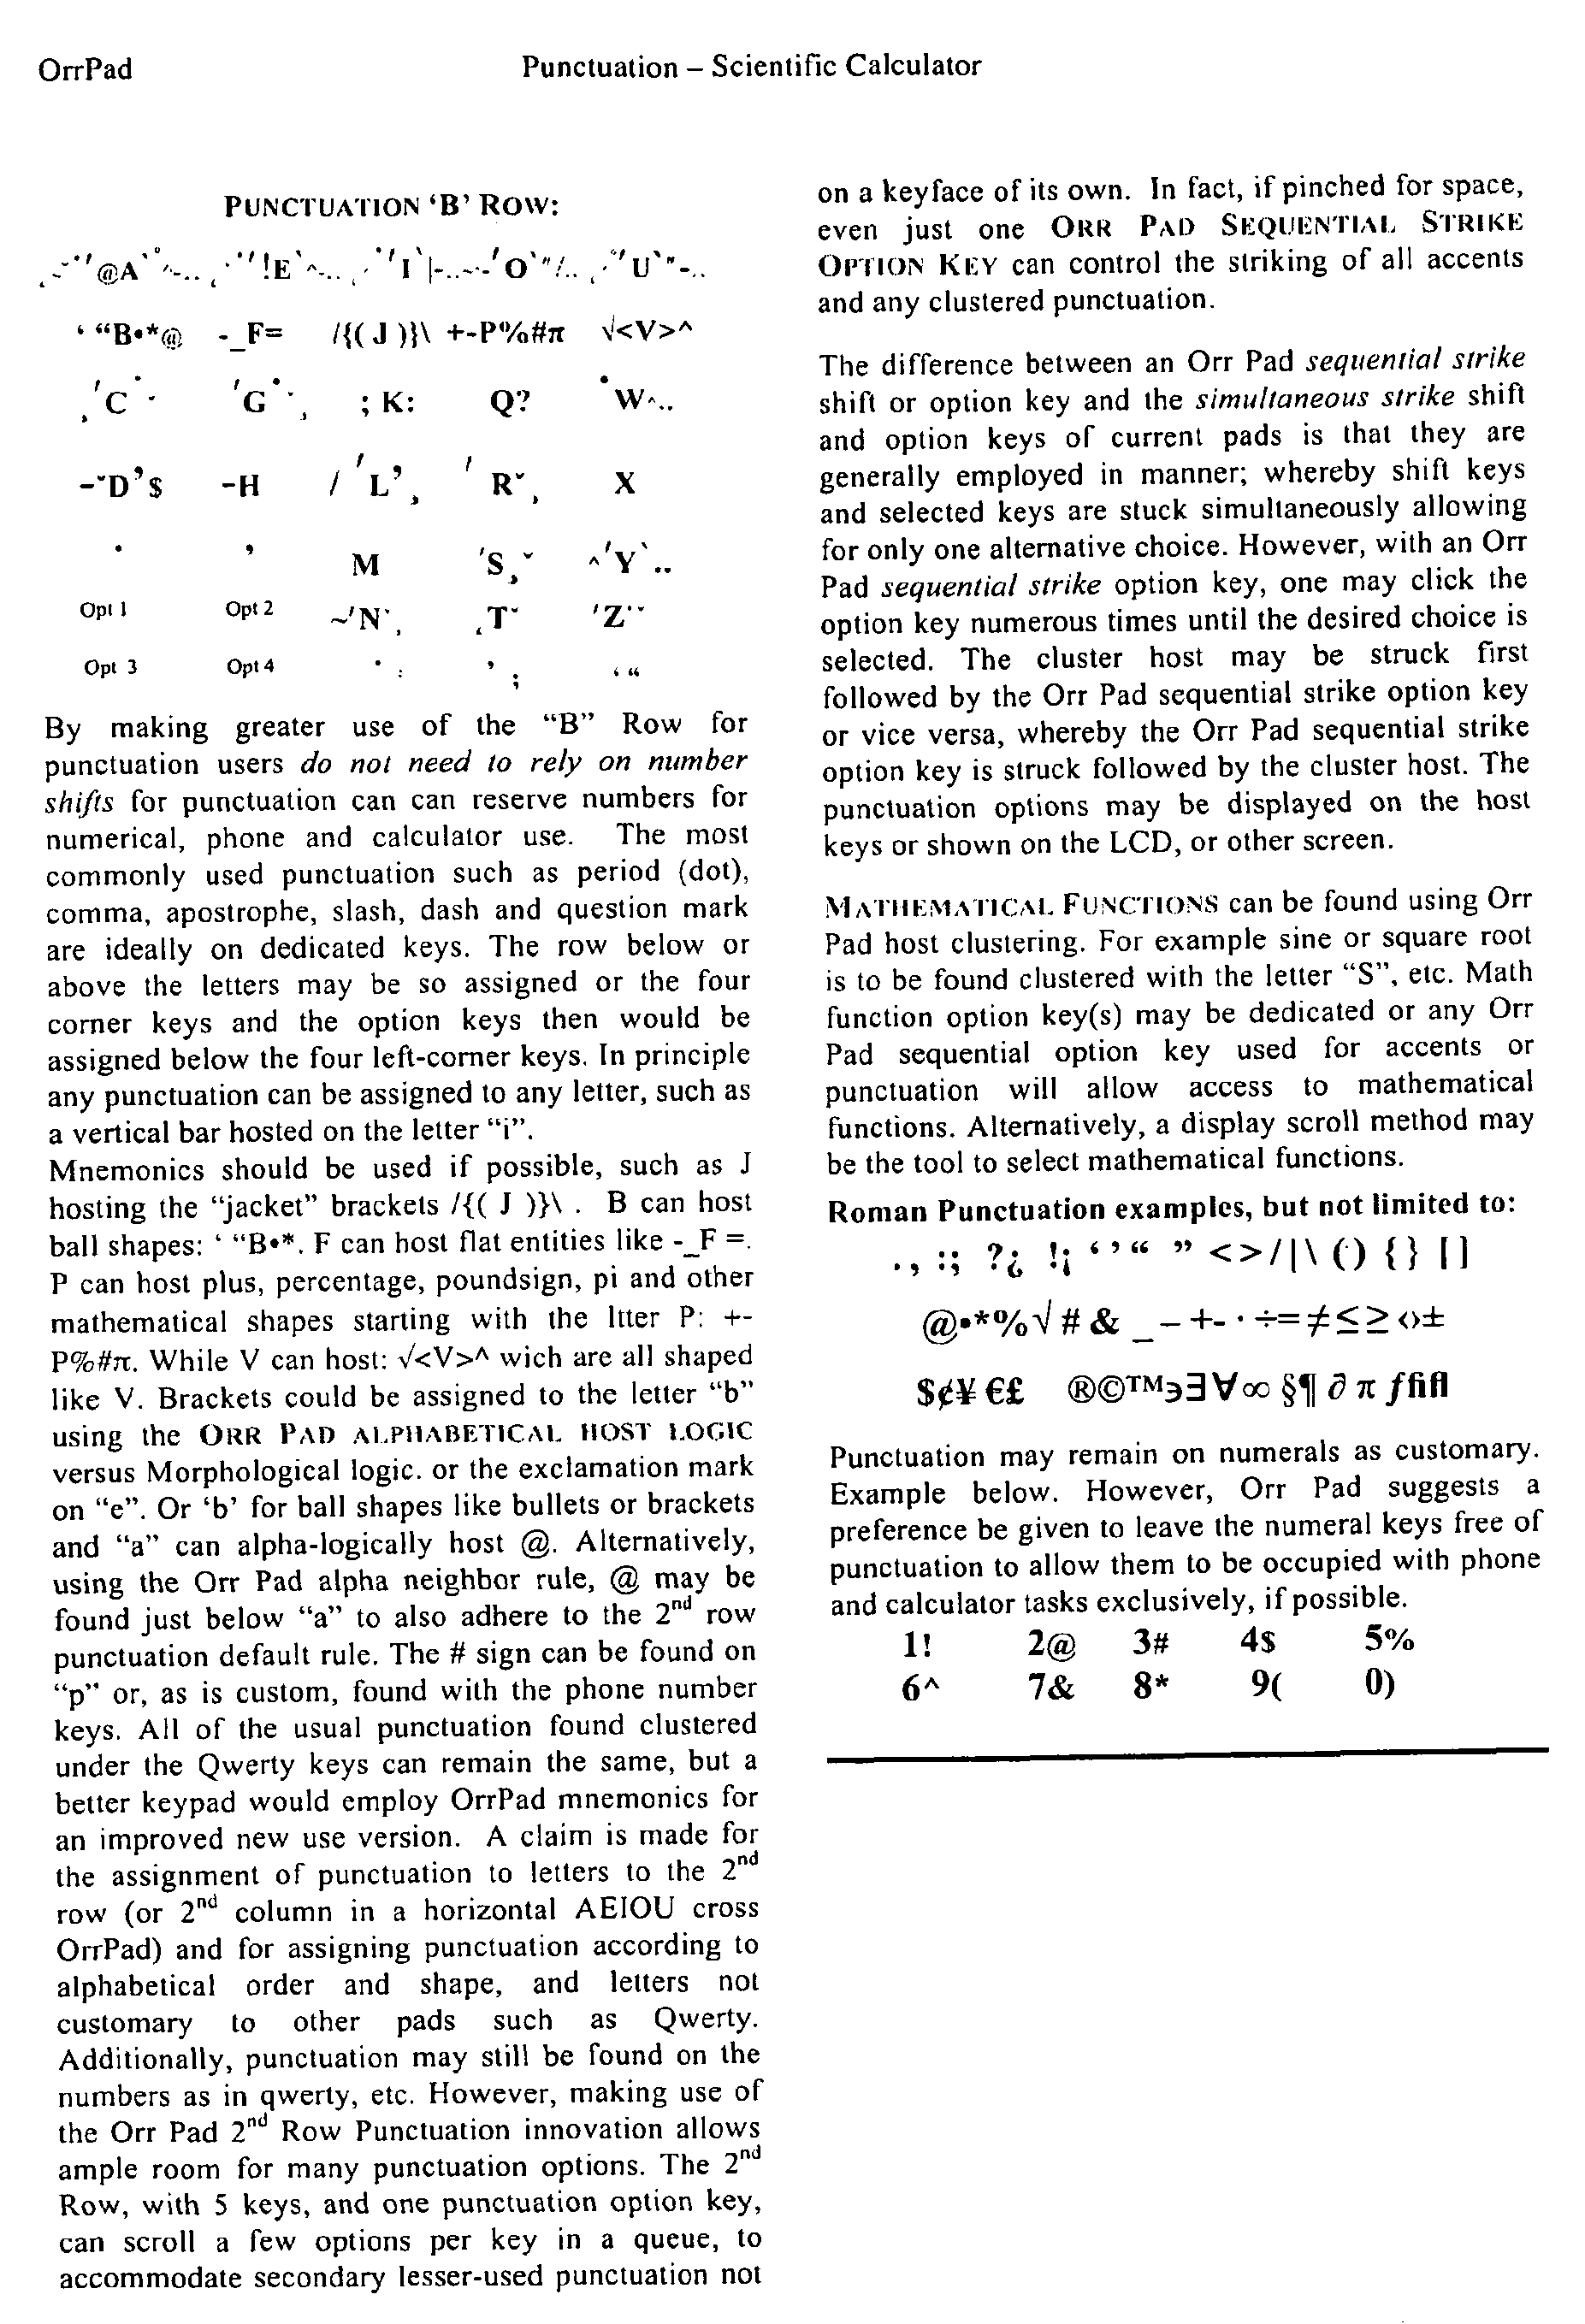 OrrPad
Punctuation – Scientific Calculator
PUNCTUATION ‘B’ ROW:
‘ “B•*@ -_F= /{( J )}\ +-P%#π √<V>^
; K: Q?
M
X
Opt 1 Opt 2
Opt 3 Opt 4
By making greater use of the “B” Row for
punctuation users do not need to rely on number
shifts for punctuation can can reserve numbers for
numerical, phone and calculator use. The most
commonly used punctuation such as period (dot),
comma, apostrophe, slash, dash and question mark
are ideally on dedicated keys. The row below or
above the letters may be so assigned or the four
corner keys and the option keys then would be
assigned below the four left-corner keys. In principle
any punctuation can be assigned to any letter, such as
a vertical bar hosted on the letter “i”.
Mnemonics should be used if possible, such as J
hosting the “jacket” brackets /{( J )}\ . B can host
ball shapes: ‘ “B•*. F can host flat entities like -_F =.
P can host plus, percentage, poundsign, pi and other
mathematical shapes starting with the ltter P: +-
P%#π. While V can host: √<V>^ wich are all shaped
like V. Brackets could be assigned to the letter “b”
using the ORR PAD ALPHABETICAL HOST LOGIC
versus Morphological logic. or the exclamation mark
on “e”. Or ‘b’ for ball shapes like bullets or brackets
and “a” can alpha-logically host @. Alternatively,
using the Orr Pad alpha neighbor rule, @ may be
found just below “a” to also adhere to the 2nd row
punctuation default rule. The # sign can be found on
“p” or, as is custom, found with the phone number
keys. All of the usual punctuation found clustered
under the Qwerty keys can remain the same, but a
better keypad would employ OrrPad mnemonics for
an improved new use version. A claim is made for
the assignment of punctuation to letters to the 2nd
row (or 2nd column in a horizontal AEIOU cross
OrrPad) and for assigning punctuation according to
alphabetical order and shape, and letters not
customary to other pads such as Qwerty.
Additionally, punctuation may still be found on the
numbers as in qwerty, etc. However, making use of
the Orr Pad 2nd Row Punctuation innovation allows
ample room for many punctuation options. The 2nd
Row, with 5 keys, and one punctuation option key,
can scroll a few options per key in a queue, to
accommodate secondary lesser-used punctuation not
on a keyface of its own. In fact, if pinched for space,
even just one ORR PAD SEQUENTIAL STRIKE
OPTION KEY can control the striking of all accents
and any clustered punctuation.
The difference between an Orr Pad sequential strike
shift or option key and the simultaneous strike shift
and option keys of current pads is that they are
generally employed in manner; whereby shift keys
and selected keys are stuck simultaneously allowing
for only one alternative choice. However, with an Orr
Pad sequential strike option key, one may click the
option key numerous times until the desired choice is
selected. The cluster host may be struck first
followed by the Orr Pad sequential strike option key
or vice versa, whereby the Orr Pad sequential strike
option key is struck followed by the cluster host. The
punctuation options may be displayed on the host
keys or shown on the LCD, or other screen.
MATHEMATICAL FUNCTIONS can be found using Orr
Pad host clustering. For example sine or square root
is to be found clustered with the letter “S”, etc. Math
function option key(s) may be dedicated or any Orr
Pad sequential option key used for accents or
punctuation will allow access to mathematical
functions. Alternatively, a display scroll method may
be the tool to select mathematical functions.
Roman Punctuation examples, but not limited to:
. , :; ?¿ !¡ ‘ ’ “ ” <>/|\ () {} []
@•*%√ # & _ – +- · ÷=≠≤≥‹›±
$¢¥€£ ®©™э∃∀∞ §¶ ∂ π ƒfifl
Punctuation may remain on numerals as customary.
Example below. However, Orr Pad suggests a
preference be given to leave the numeral keys free of
punctuation to allow them to be occupied with phone
and calculator tasks exclusively, if possible.
1! 2@ 3# 4$ 5%
6^ 7& 8* 9( 0)